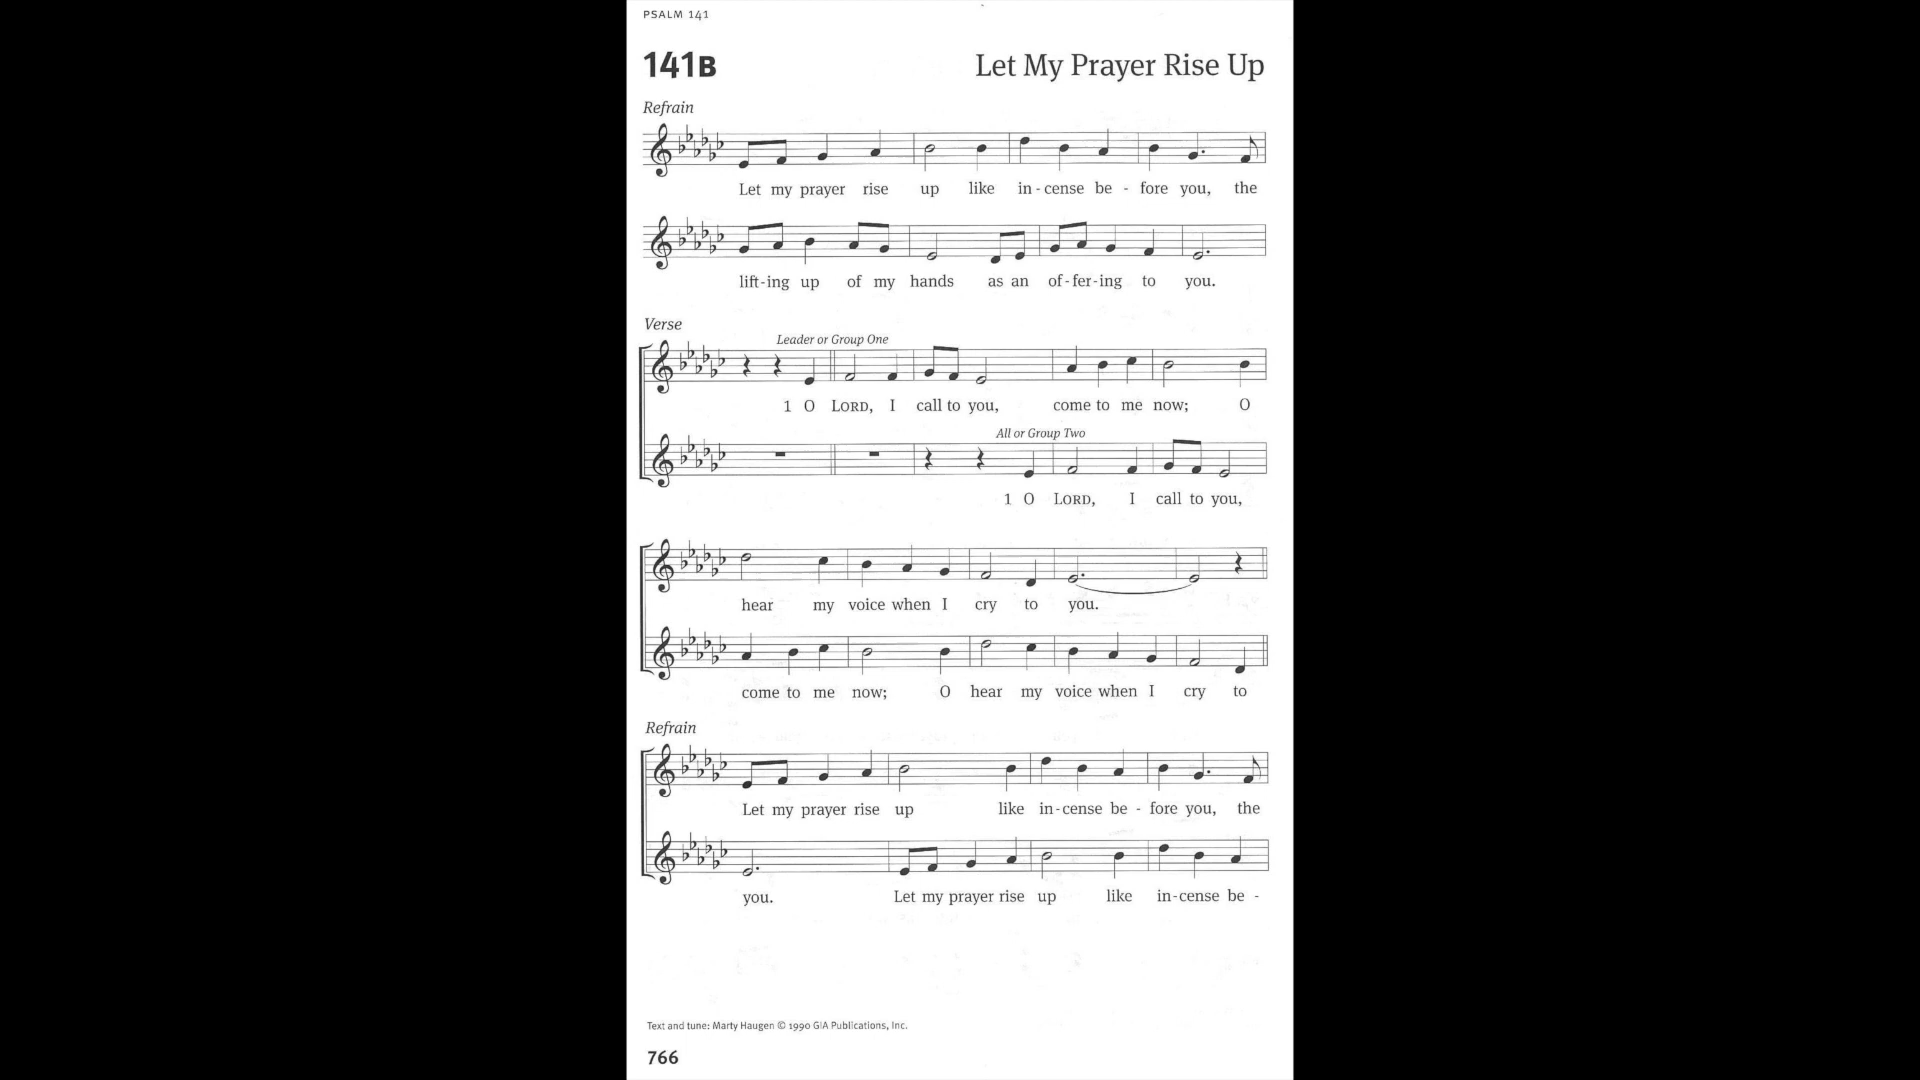 PSALM 141
141B Let My Prayer Rise Up
Refrain
Let my prayer rise up like in - cense be - fore you, the
lift-ing up of my hands as an of - fer-ing to you.
Verse
Leader or Group One
1 O LORD, I call to you, come to me now; O
All or Group Two
1 O LORD, I call to you,
hear my voice when I cry to you.
come to me now; O hear my voice when I cry to
Refrain
Let my prayer rise up like in-cense be - fore you, the
you. Let my prayer rise up like in-cense be -
Text and tune: Marty Haugen © 1990 GIA Publications, Inc.
766